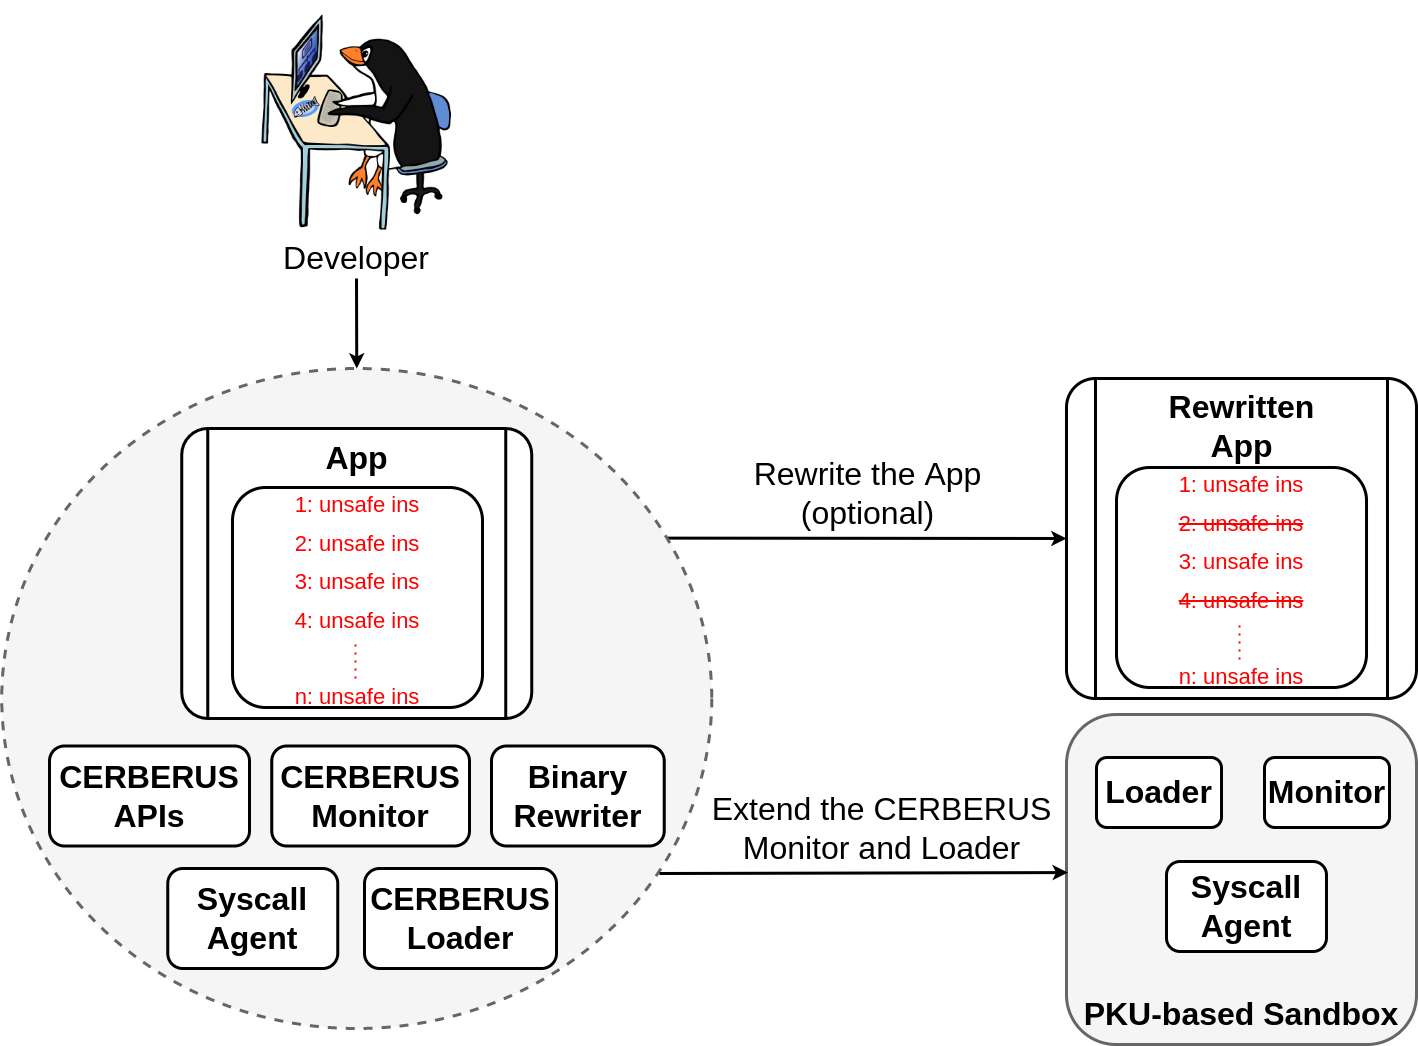 Developer
App
1: unsafe ins
2: unsafe ins
3: unsafe ins
4: unsafe ins
n: unsafe ins
CERBERUS
APIs
CERBERUS
Monitor
Binary
Rewriter
Syscall
Agent
CERBERUS
Loader
Rewrite the App
(optional)
Extend the CERBERUS
Monitor and Loader
Rewritten
App
1: unsafe ins
2: unsafe ins
3: unsafe ins
4: unsafe ins
n: unsafe ins
Loader
Monitor
Syscall
Agent
PKU-based Sandbox